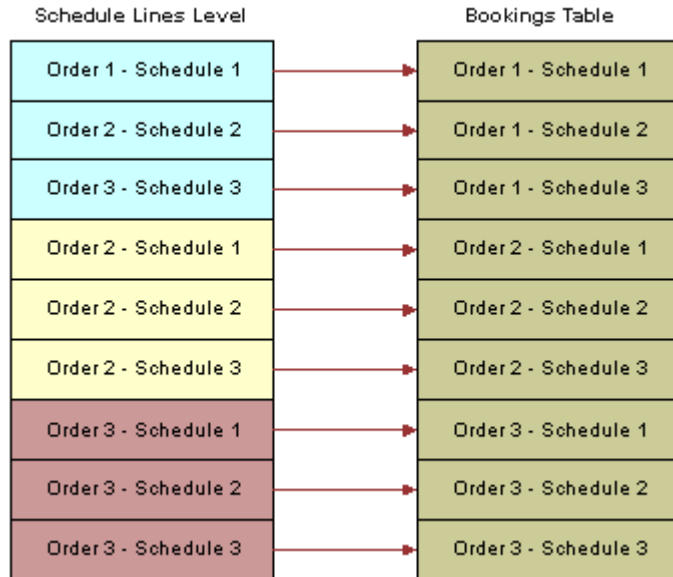 Schedule Lines Level
Bookings Table
Order 1 - Schedule 1
Order 1 - Schedule 1
Order 2 - Schedule 2
Order 1 - Schedule 2
Order 3 - Schedule 3
Order 1 - Schedule 3
Order 2 - Schedule 1
Order 2 - Schedule 1
Order 2 - Schedule 2
Order 2 - Schedule 2
Order 2 - Schedule 3
Order 2 - Schedule 3
Order 3 - Schedule 1
Order 3 - Schedule 1
Order 3 - Schedule 2
Order 3 - Schedule 2
Order 3 - Schedule 3
Order 3 - Schedule 3